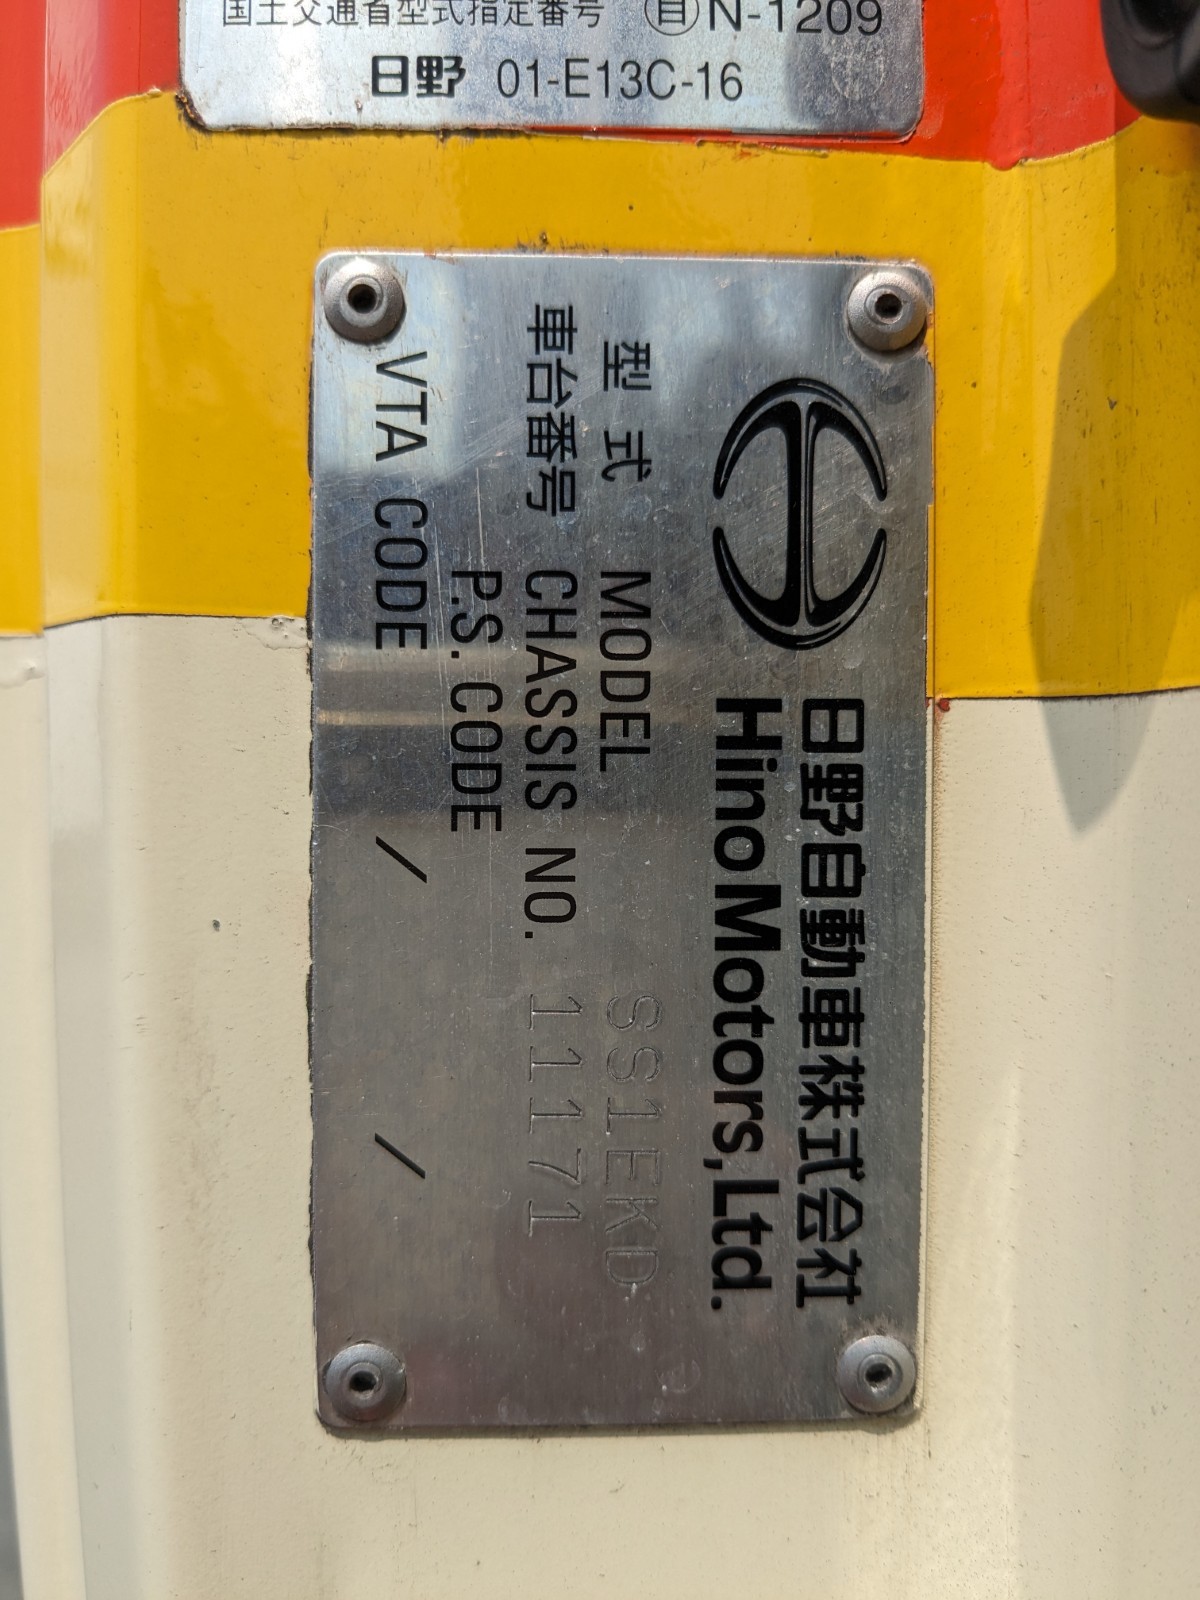 国土交通省型式指定番号 自 N-1209
日野 01-E13C-16
日野自動車株式会社
Hino Motors, Ltd.
型式 MODEL SS1EKD
車台番号 CHASSIS NO. 11171
P.S. CODE
VTA CODE / /